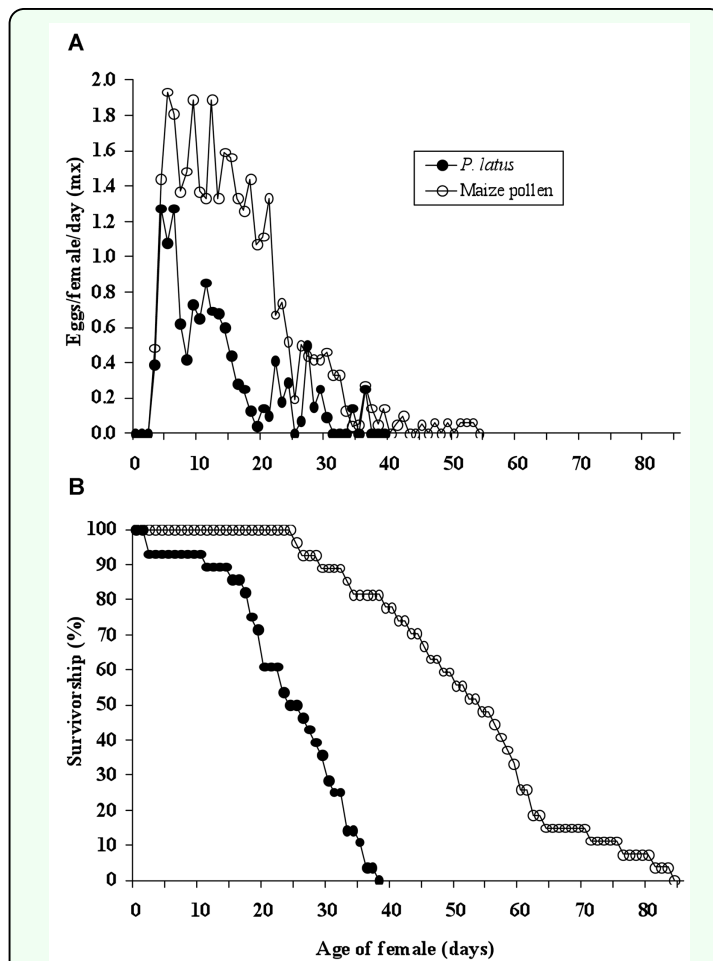 A
2.0
1.8
1.6
1.4
1.2
1.0
0.8
0.6
0.4
0.2
0.0
Eggs/female/day (mx)
P. latus
Maize pollen
0 10 20 30 40 50 60 70 80
B
100
90
80
70
60
50
40
30
20
10
0
Survivorship (%)
0 10 20 30 40 50 60 70 80
Age of female (days)